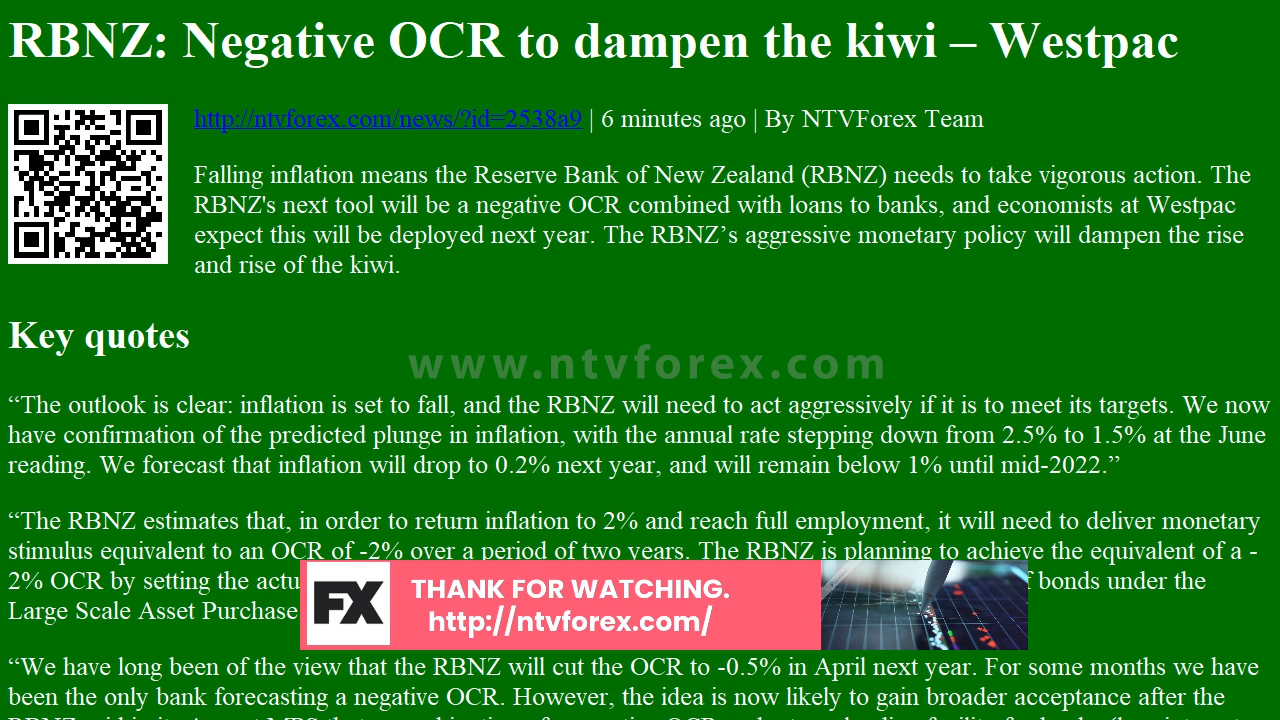 RBNZ: Negative OCR to dampen the kiwi – Westpac
http://ntvforex.com/news/?id=2538a9 | 6 minutes ago | By NTVForex Team
Falling inflation means the Reserve Bank of New Zealand (RBNZ) needs to take vigorous action. The
RBNZ's next tool will be a negative OCR combined with loans to banks, and economists at Westpac
expect this will be deployed next year. The RBNZ’s aggressive monetary policy will dampen the rise
and rise of the kiwi.
Key quotes
www.ntvforex.com
“The outlook is clear: inflation is set to fall, and the RBNZ will need to act aggressively if it is to meet its targets. We now
have confirmation of the predicted plunge in inflation, with the annual rate stepping down from 2.5% to 1.5% at the June
reading. We forecast that inflation will drop to 0.2% next year, and will remain below 1% until mid-2022.”
“The RBNZ estimates that, in order to return inflation to 2% and reach full employment, it will need to deliver monetary
stimulus equivalent to an OCR of -2% over a period of two years. The RBNZ is planning to achieve the equivalent of a -
2% OCR by setting the actu f bonds under the
Large Scale Asset Purchase
FX
THANK FOR WATCHING.
http://ntvforex.com/
“We have long been of the view that the RBNZ will cut the OCR to -0.5% in April next year. For some months we have
been the only bank forecasting a negative OCR. However, the idea is now likely to gain broader acceptance after the